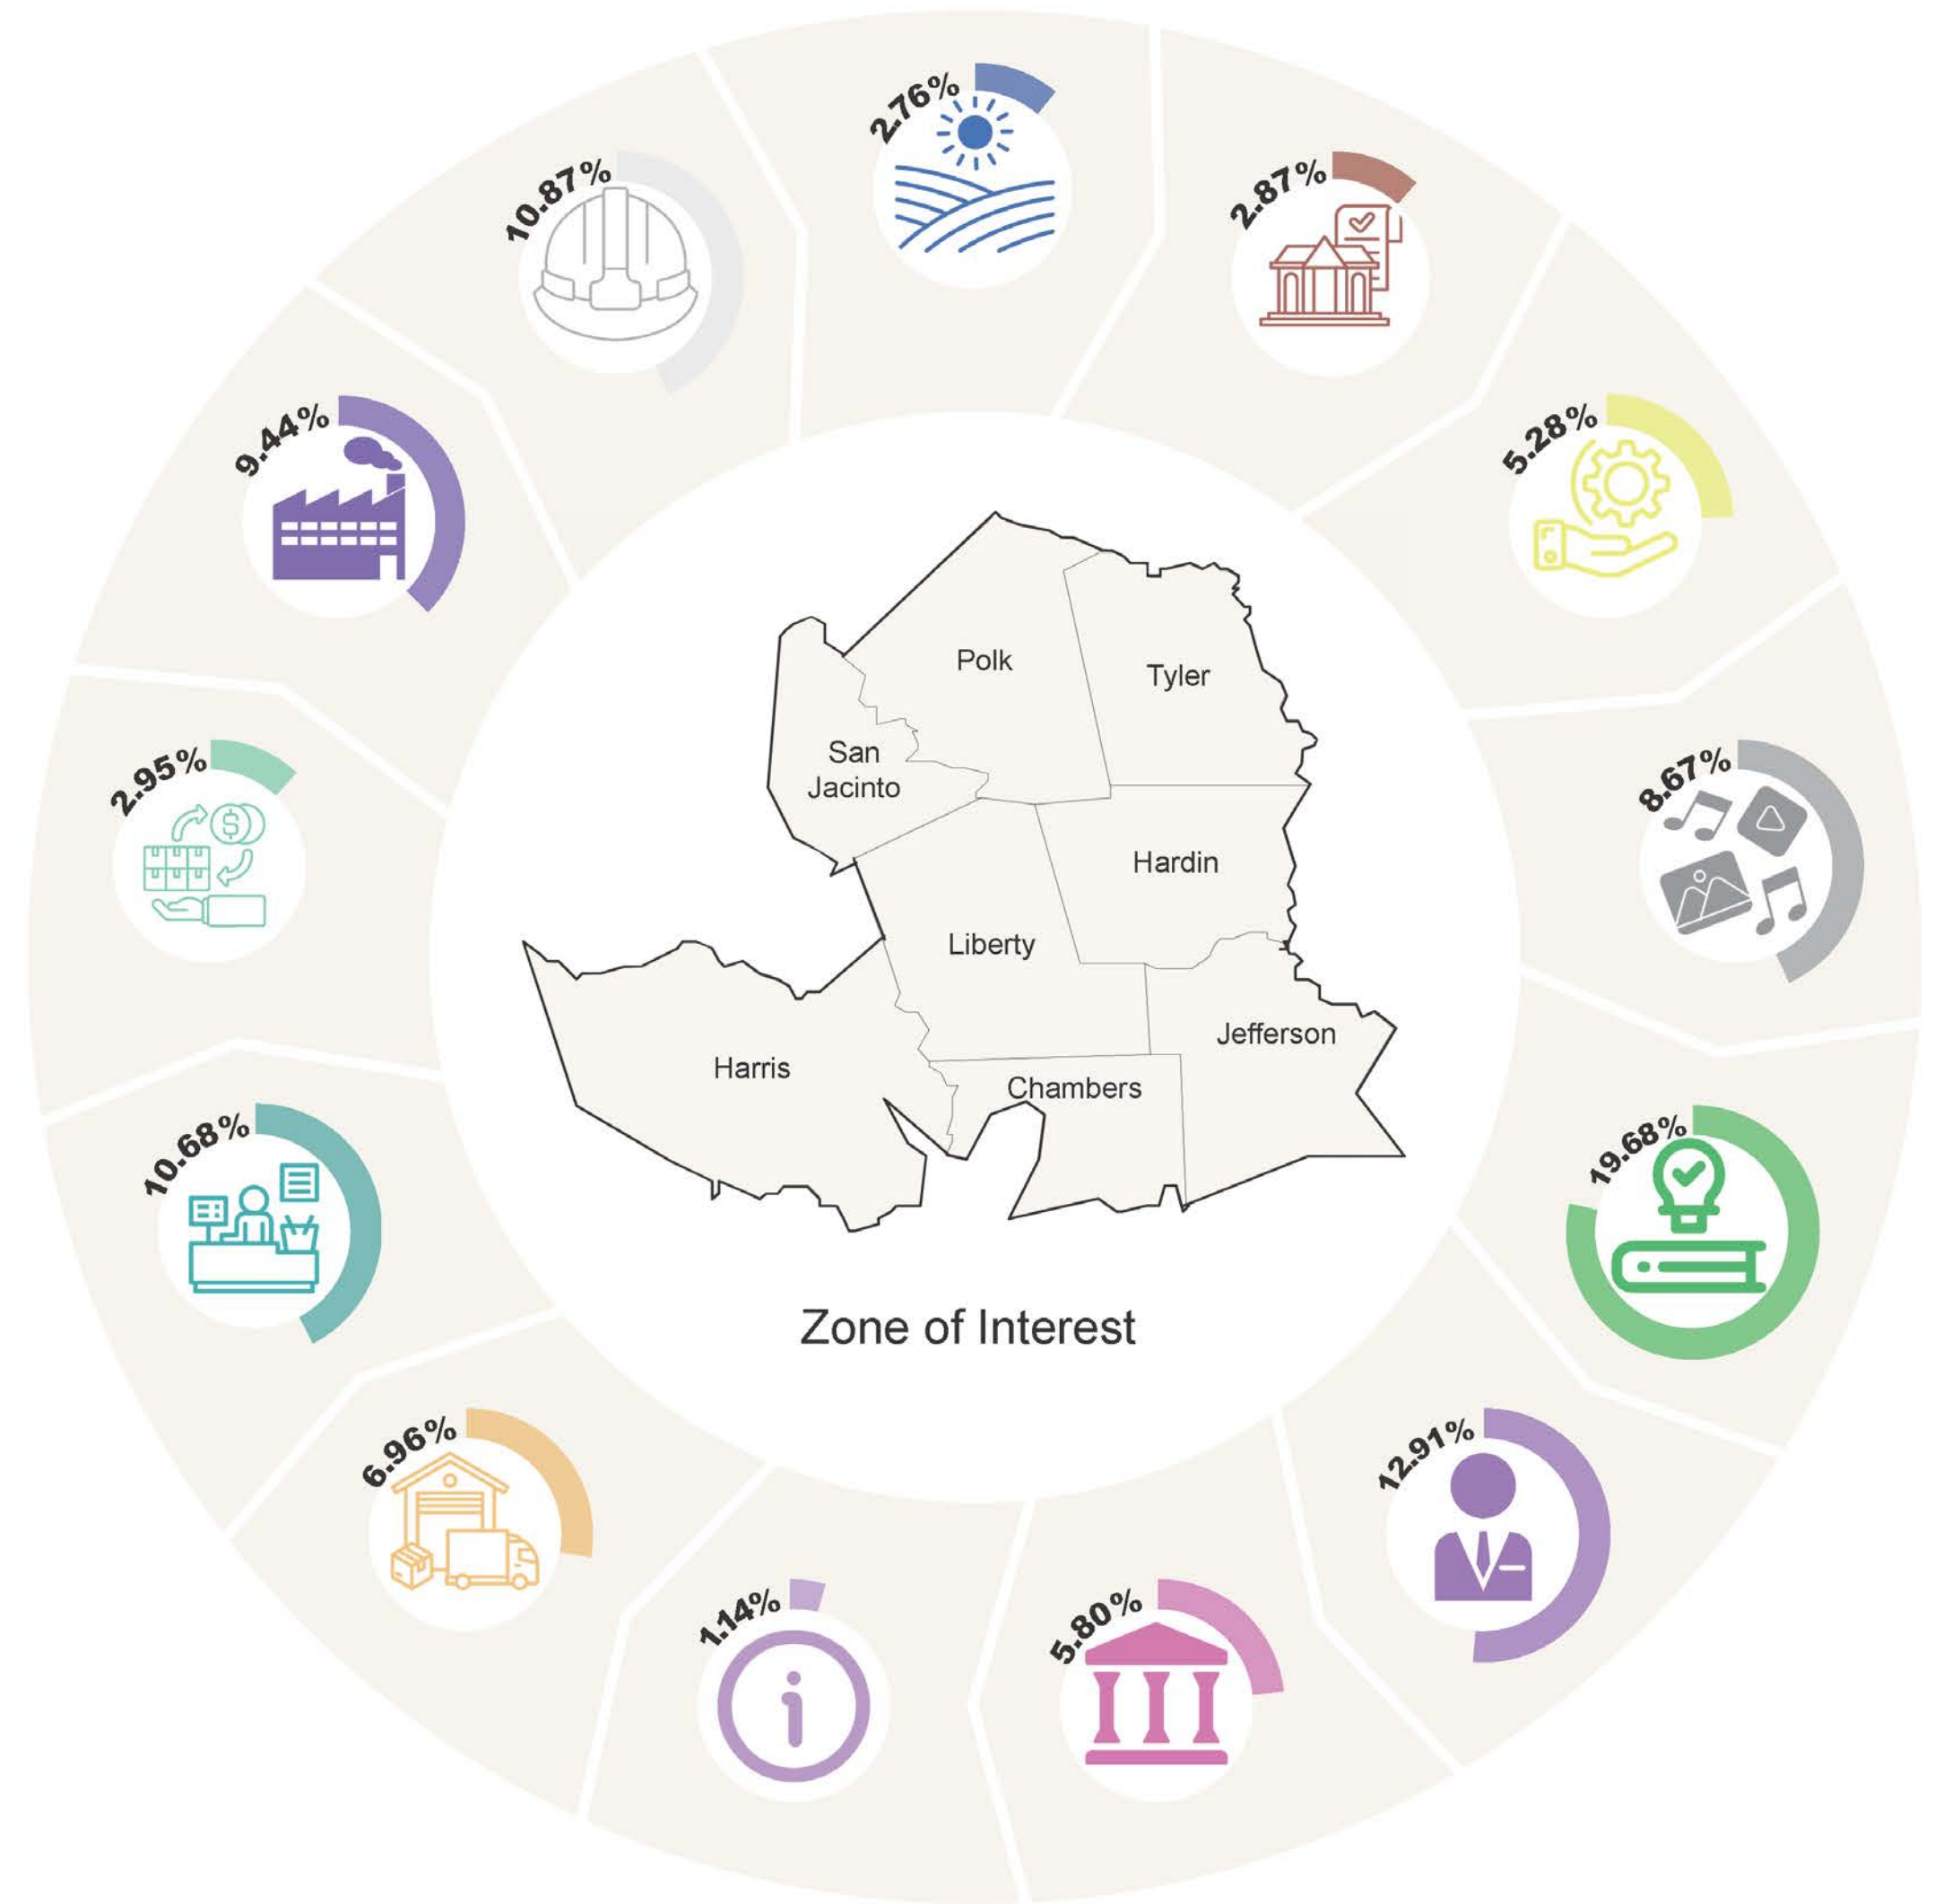 2.76%
2.87%
5.28%
8.67%
19.68%
12.91%
5.80%
1.14%
6.96%
10.68%
2.95%
9.44%
10.87%
Polk
Tyler
San
Jacinto
Hardin
Liberty
Jefferson
Harris
Chambers
Zone of Interest